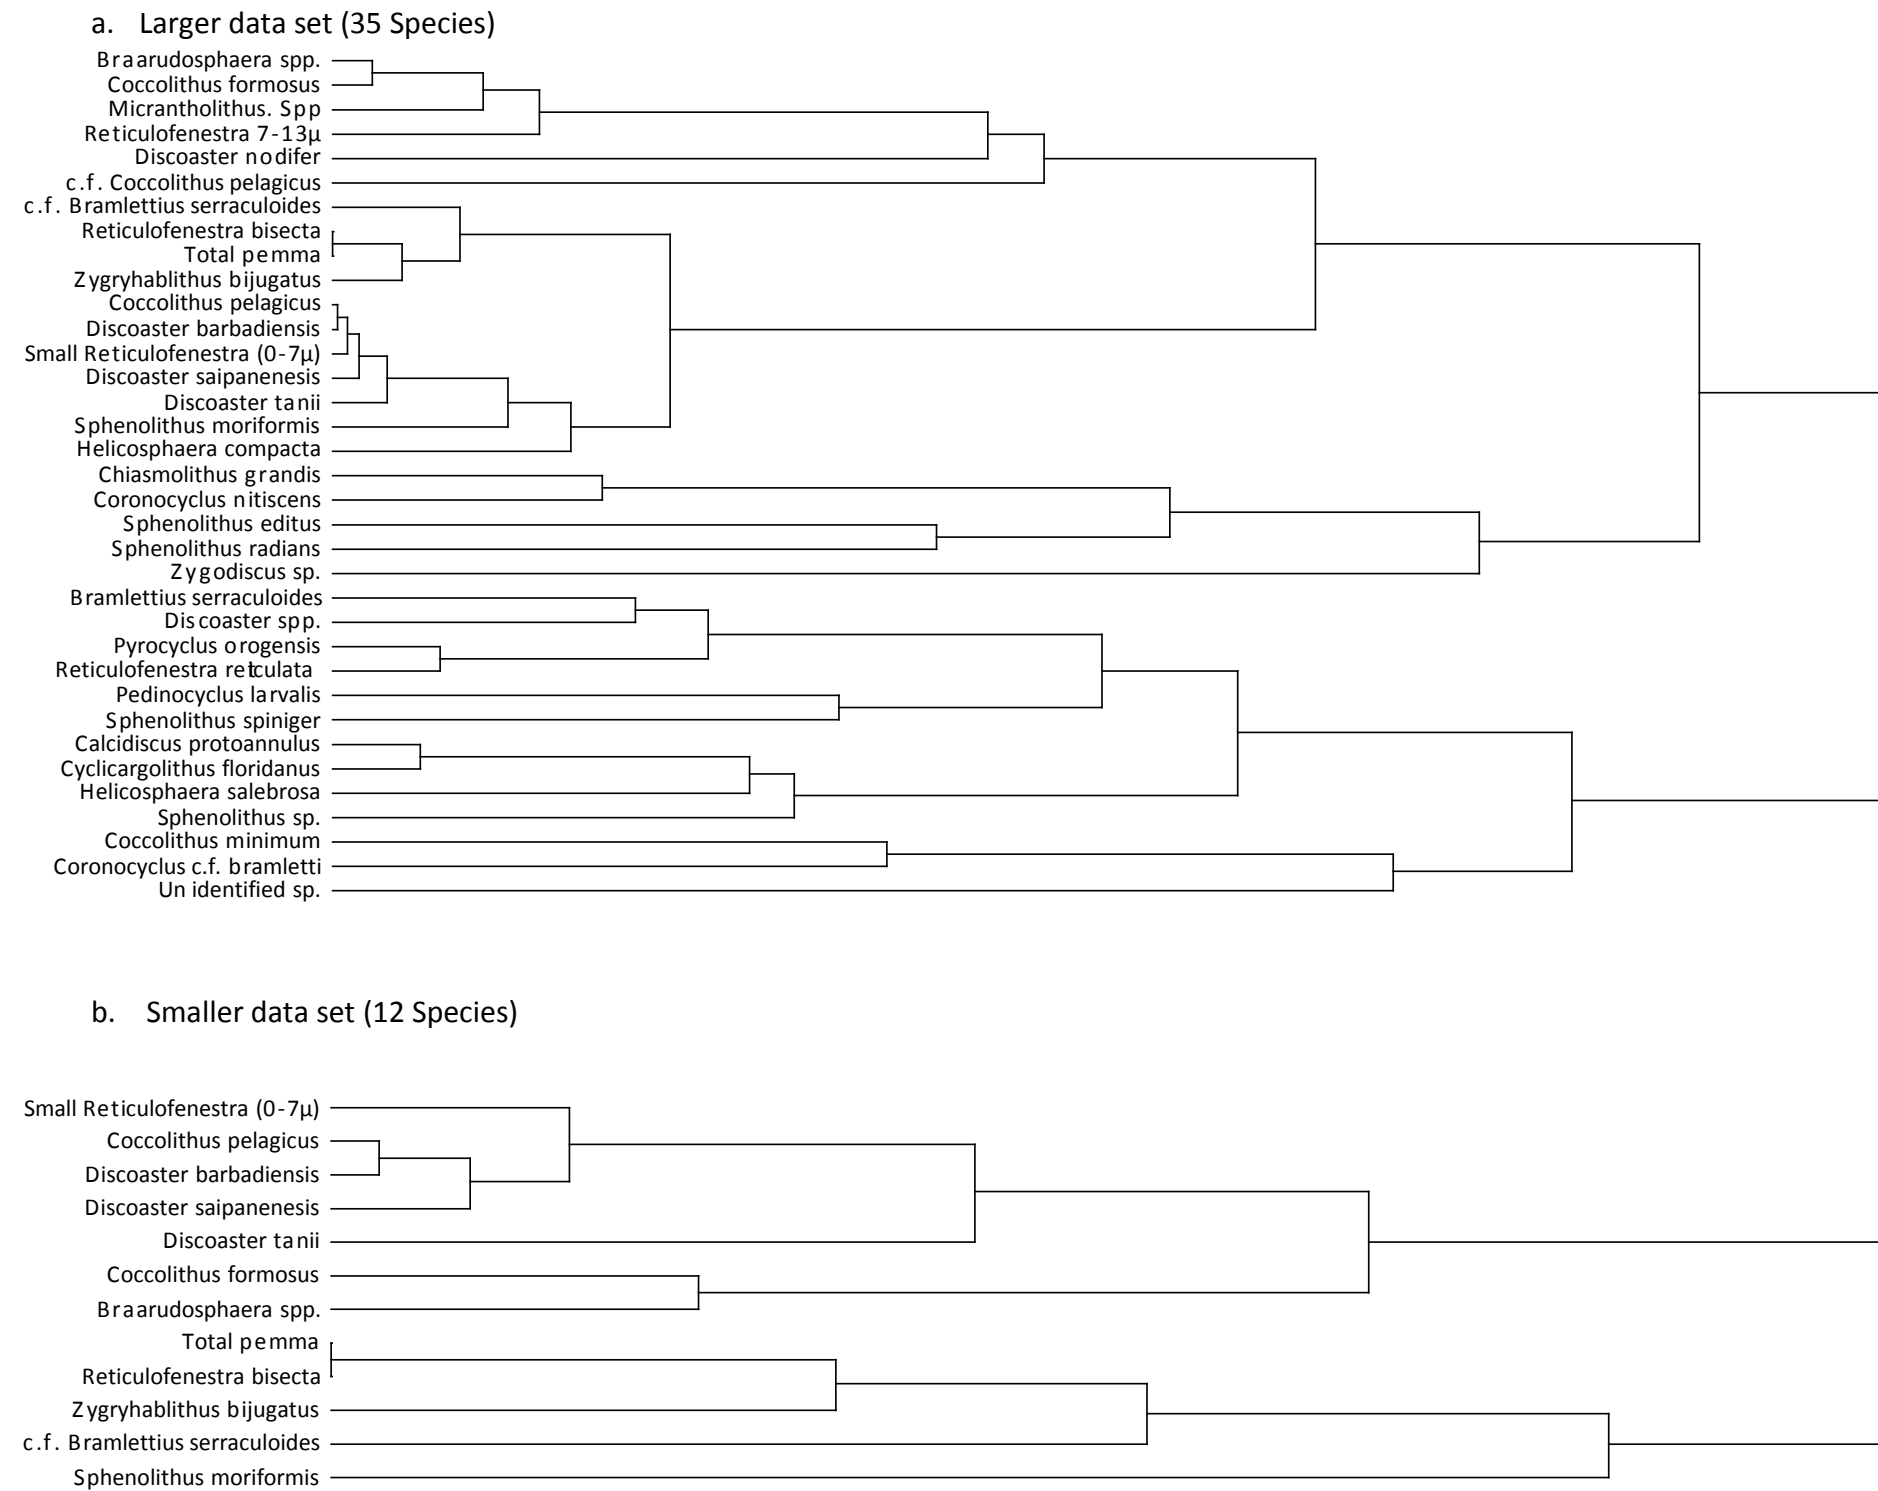 a. Larger data set (35 Species)
Braarudosphaera spp.
Coccolithus formosus
Micrantholithus. Spp
Reticulofenestra 7-13µ
Discoaster nodifer
c.f. Coccolithus pelagicus
c.f. Bramlettius serraculoides
Reticulofenestra bisecta
Total pemma
Zygryhablithus bijugatus
Coccolithus pelagicus
Discoaster barbadiensis
Small Reticulofenestra (0-7µ)
Discoaster saipanenesis
Discoaster tanii
Sphenolithus moriformis
Helicosphaera compacta
Chiasmolithus grandis
Coronocyclus nitiscens
Sphenolithus editus
Sphenolithus radians
Zygodiscus sp.
Bramlettius serraculoides
Discoaster spp.
Pyrocyclus orogensis
Reticulofenestra retculata
Pedinocyclus larvalis
Sphenolithus spiniger
Calcidiscus protoannulus
Cyclicargolithus floridanus
Helicosphaera salebrosa
Sphenolithus sp.
Coccolithus minimum
Coronocyclus c.f. bramletti
Un identified sp.
b. Smaller data set (12 Species)
Small Reticulofenestra (0-7µ)
Coccolithus pelagicus
Discoaster barbadiensis
Discoaster saipanenesis
Discoaster tanii
Coccolithus formosus
Braarudosphaera spp.
Total pemma
Reticulofenestra bisecta
Zygryhablithus bijugatus
c.f. Bramlettius serraculoides
Sphenolithus moriformis